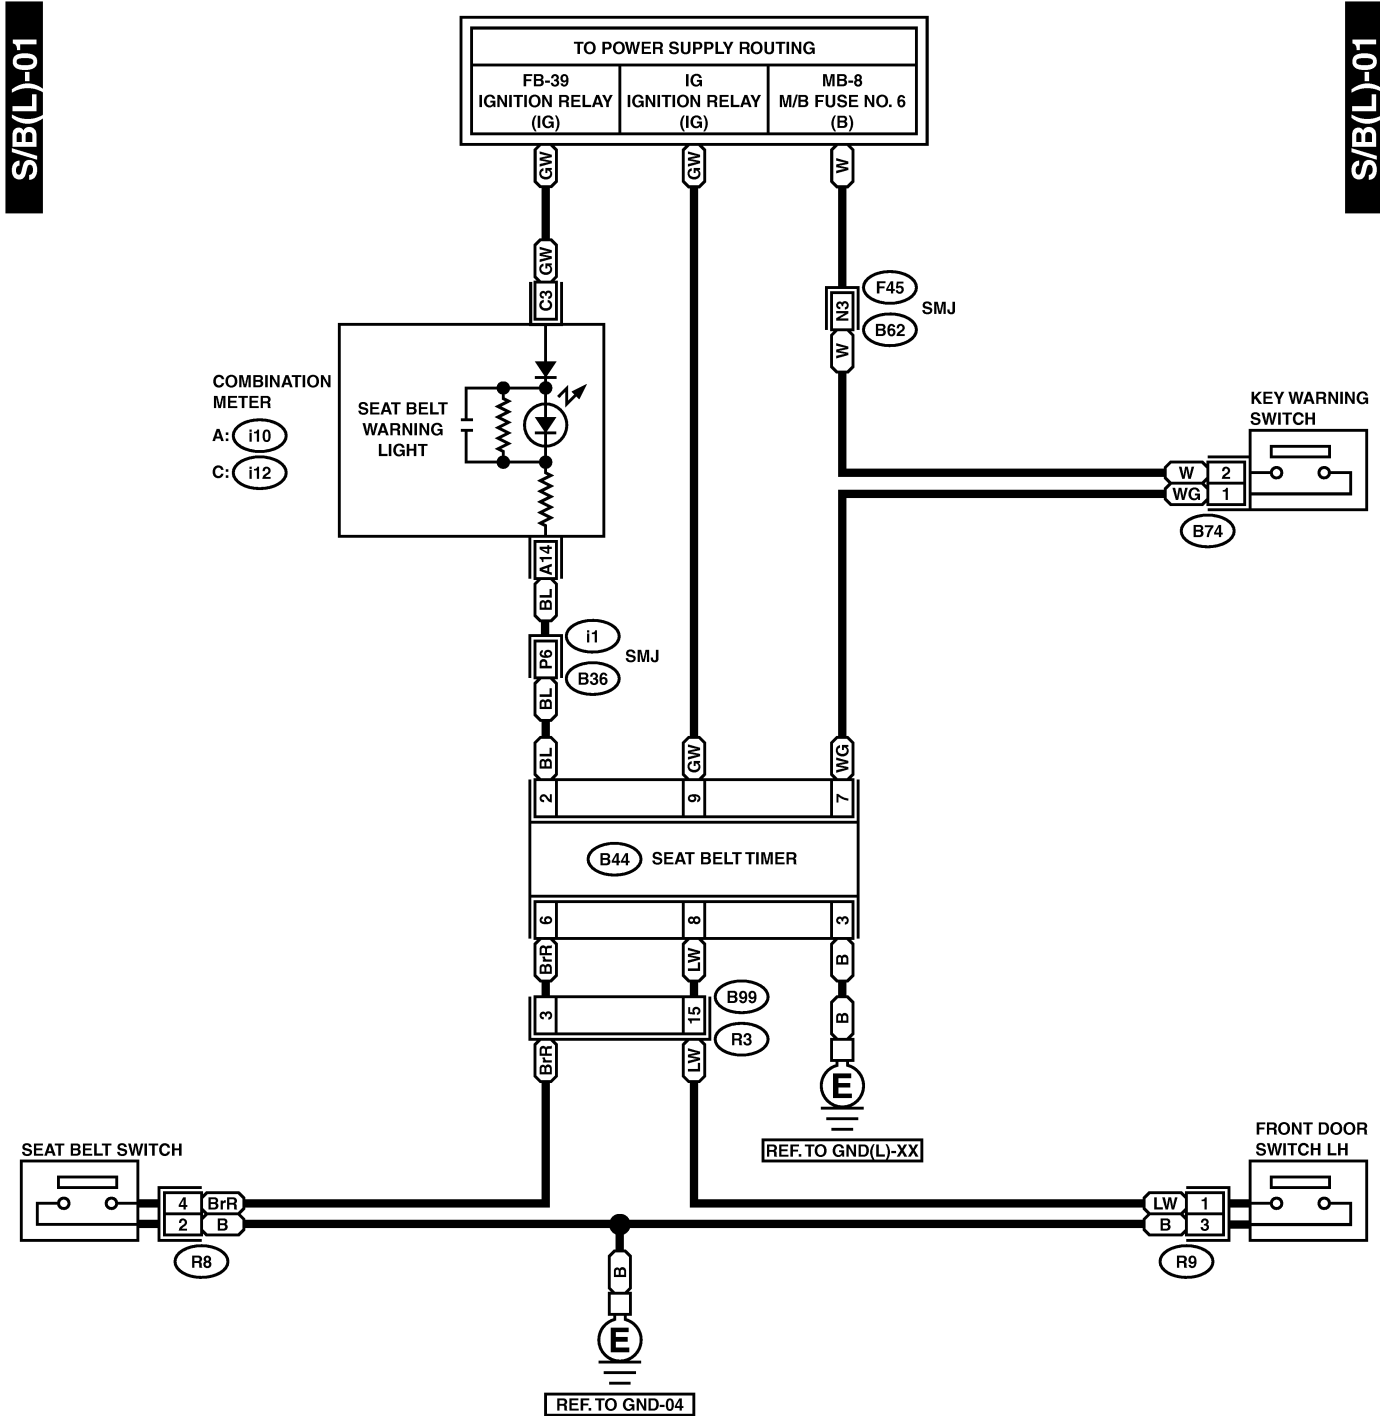 S/B(L)-01
S/B(L)-01
TO POWER SUPPLY ROUTING
FB-39
IGNITION RELAY
(IG)
IG
IGNITION RELAY
(IG)
MB-8
M/B FUSE NO. 6
(B)
GW
GW
W
GW
C3
N3
F45
SMJ
B62
W
COMBINATION
METER
A: i10
C: i12
SEAT BELT
WARNING
LIGHT
KEY WARNING
SWITCH
W 2
WG 1
B74
A14
BL
P6
i1
SMJ
B36
BL
BL
GW
WG
2
9
7
B44 SEAT BELT TIMER
6
8
3
BrR
LW
B
3
15
B99
R3
B
BrR
LW
E
REF. TO GND(L)-XX
SEAT BELT SWITCH
4 BrR
2 B
R8
FRONT DOOR
SWITCH LH
LW 1
B 3
R9
B
E
REF. TO GND-04